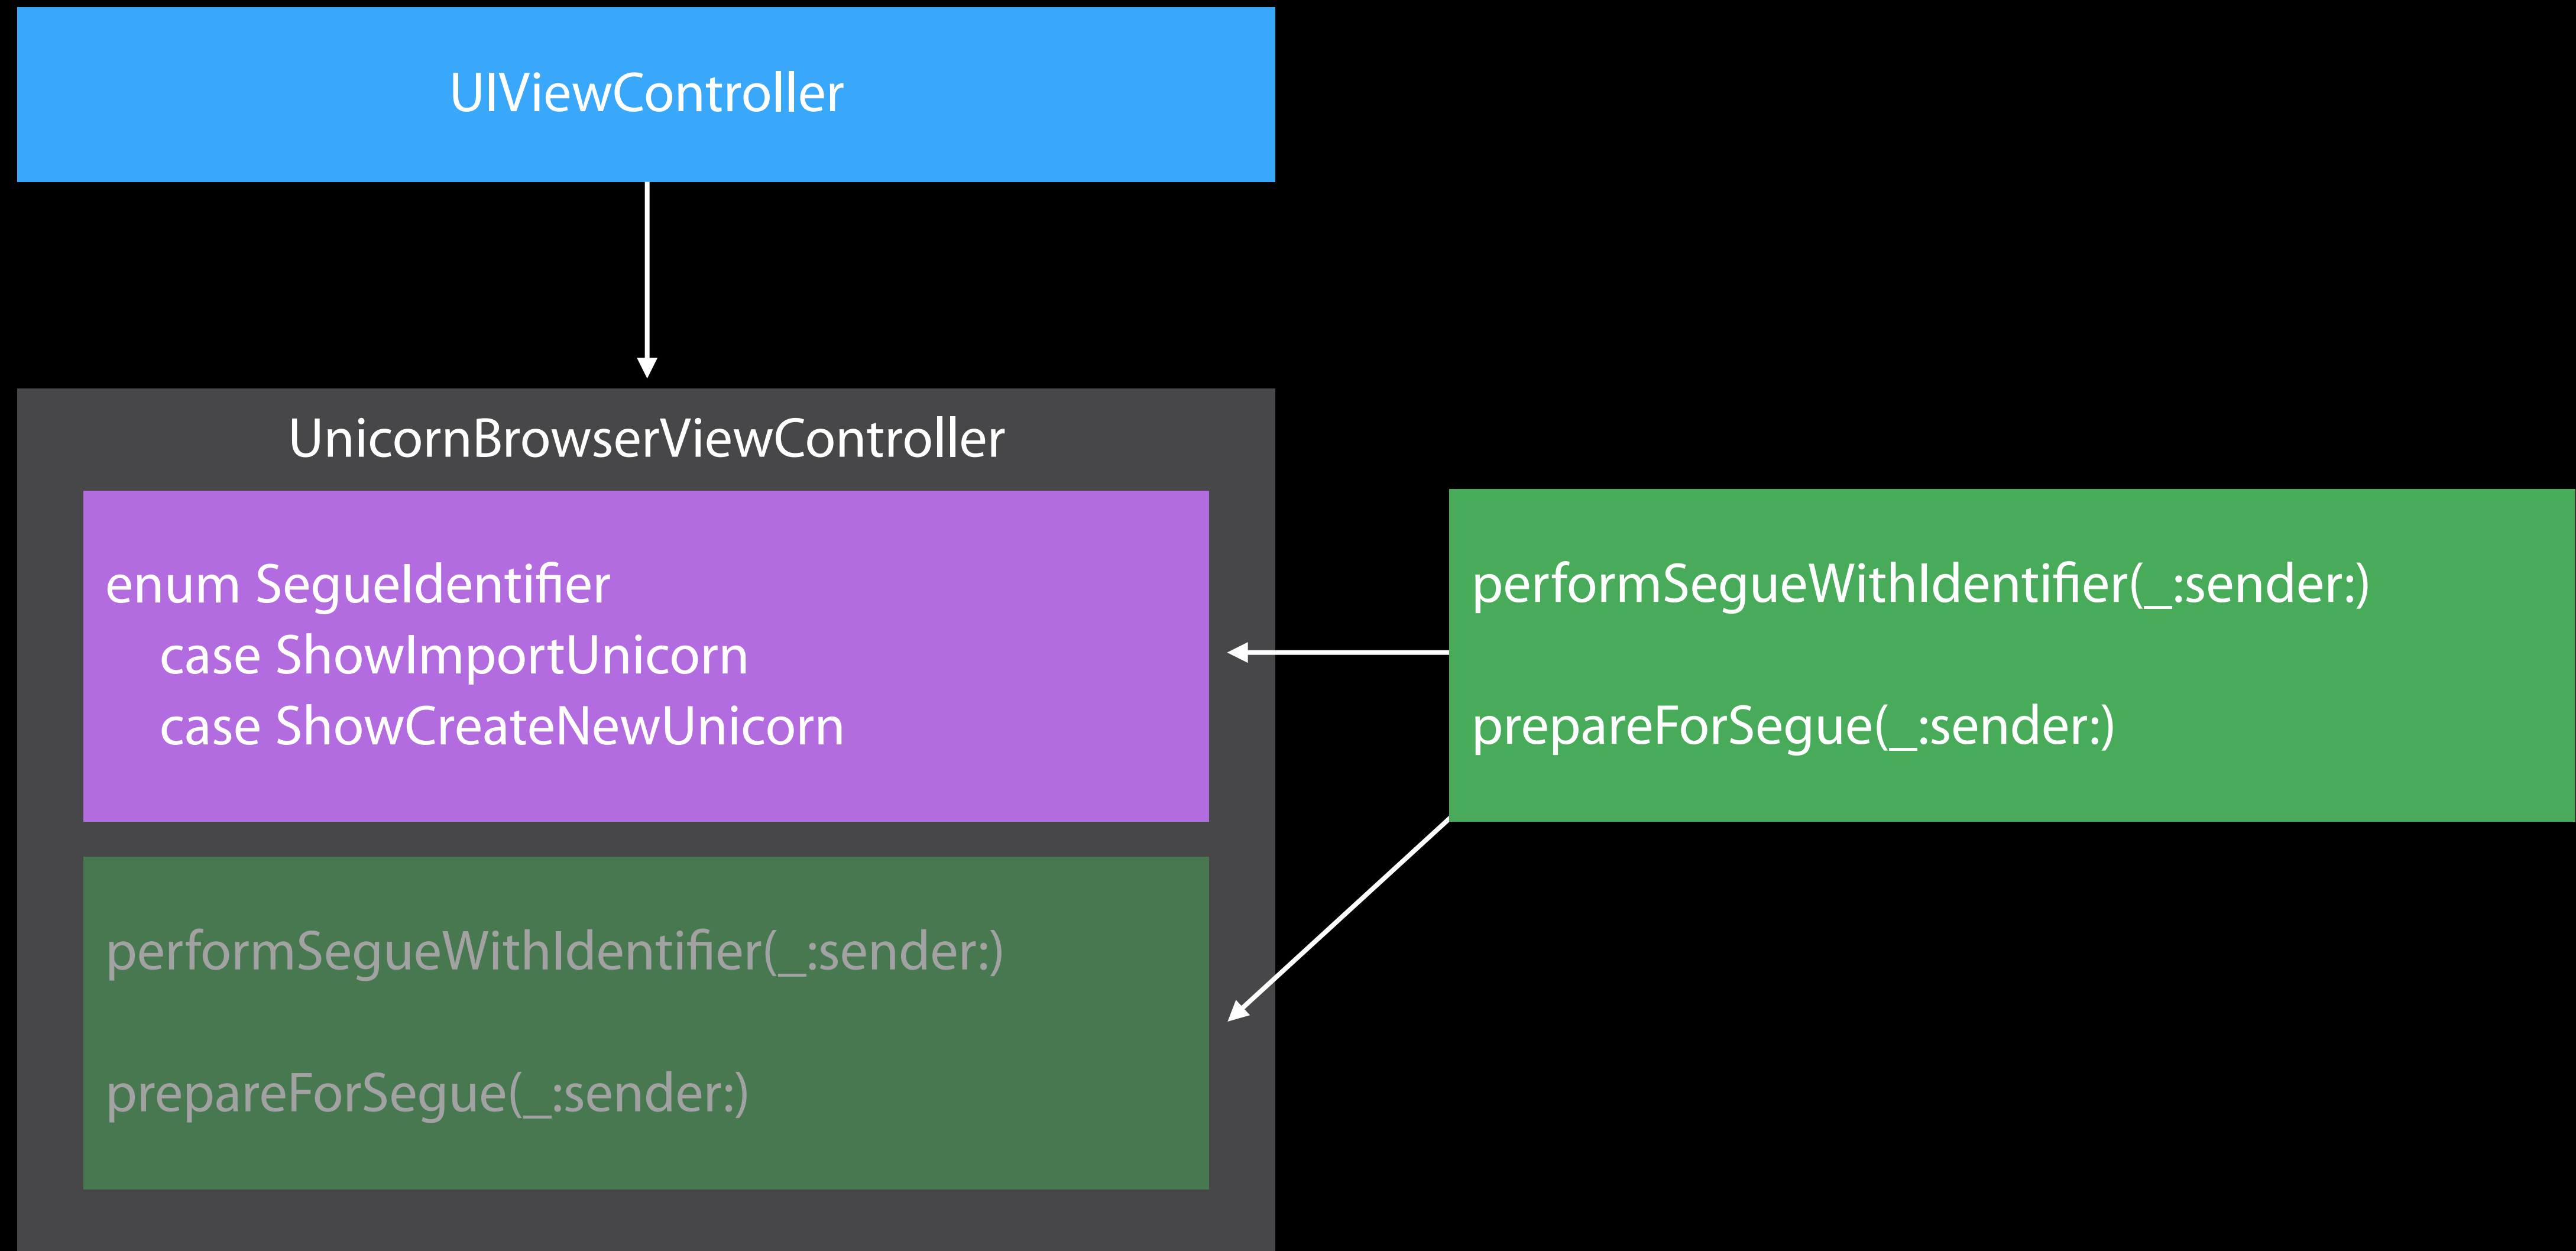 UIViewController
UnicornBrowserViewController
enum SegueIdentifier
case ShowImportUnicorn
case ShowCreateNewUnicorn
performSegueWithIdentifier(_:sender:)
prepareForSegue(_:sender:)
performSegueWithIdentifier(_:sender:)
prepareForSegue(_:sender:)